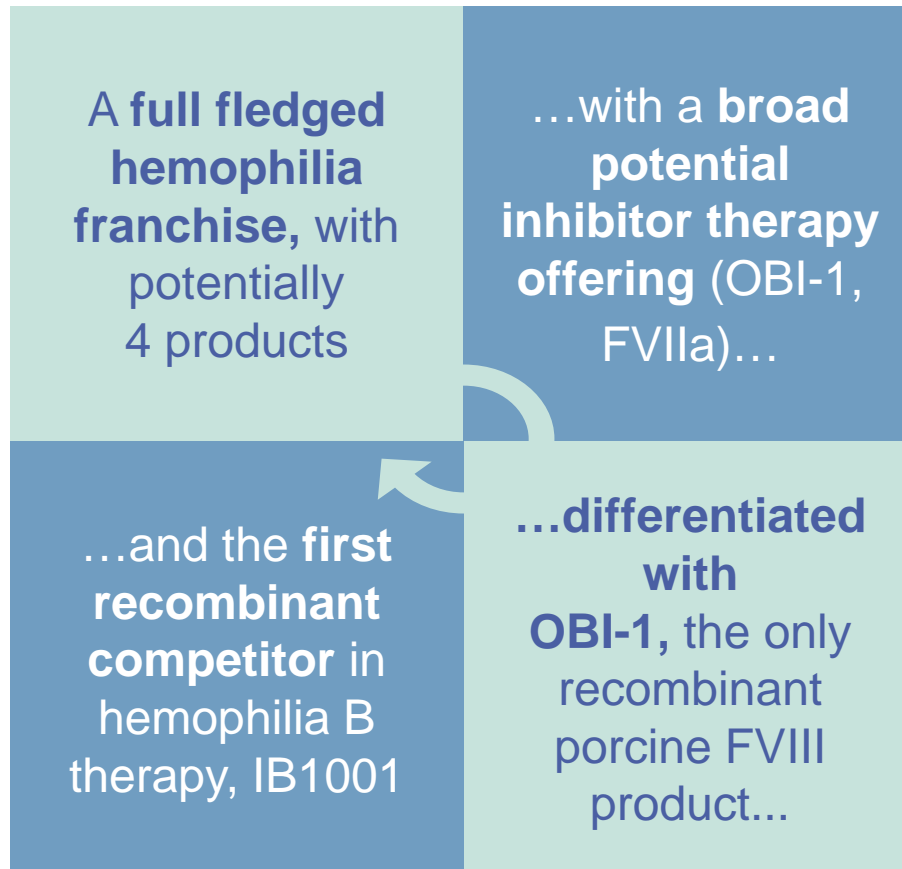 A full fledged
hemophilia
franchise, with
potentially
4 products
…with a broad
potential
inhibitor therapy
offering (OBI-1,
FVIIa)…
…differentiated
with
OBI-1, the only
recombinant
porcine FVIII
product...
…and the first
recombinant
competitor in
hemophilia B
therapy, IB1001